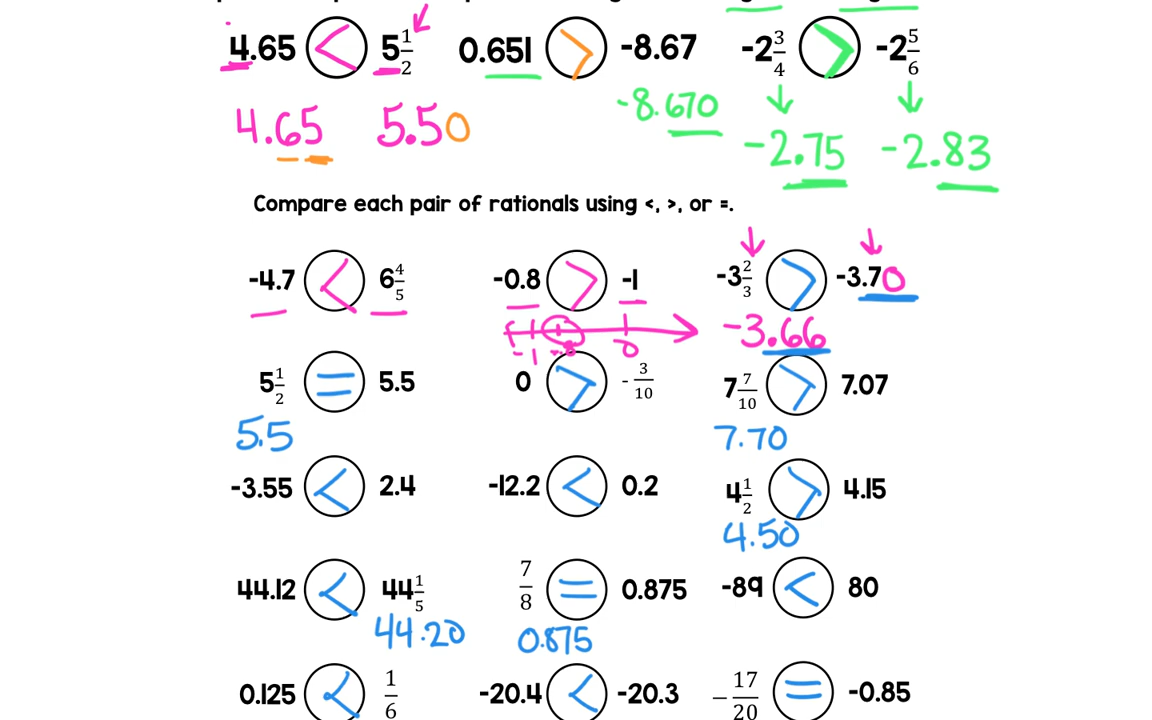 4.65 < 5 1/2 0.651 > -8.67 -2 3/4 > -2 5/6
4.65 5.50 -8.670 -2.75 -2.83
Compare each pair of rationals using <, >, or =.
-4.7 < 6 4/5 -0.8 > -1 -3 2/3 > -3.70
-1 -.8 0 -3.66
5 1/2 = 5.5 0 > -3/10 7 7/10 > 7.07
5.5 7.70
-3.55 < 2.4 -12.2 < 0.2 4 1/2 > 4.15
4.50
44.12 < 44 1/5 7/8 = 0.875 -89 < 80
44.20 0.875
0.125 < 1/6 -20.4 < -20.3 -17/20 = -0.85